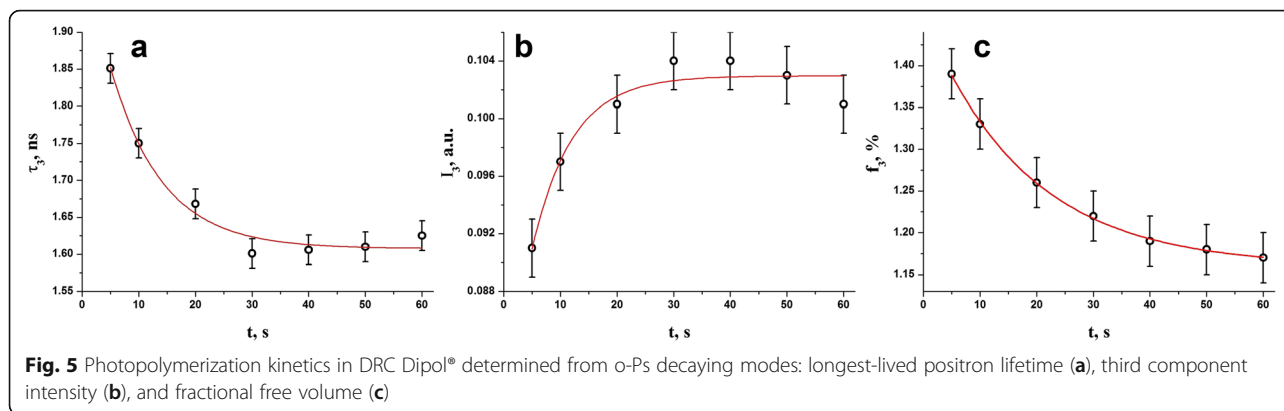 a
1.90
1.85
1.80
1.75
1.70
1.65
1.60
1.55
τ₃, ns
0 10 20 30 40 50 60
t, s
b
0.104
0.100
0.096
0.092
0.088
I₃, a.u.
0 10 20 30 40 50 60
t, s
c
1.40
1.35
1.30
1.25
1.20
1.15
f₃, %
0 10 20 30 40 50 60
t, s
Fig. 5 Photopolymerization kinetics in DRC Dipol® determined from o-Ps decaying modes: longest-lived positron lifetime (a), third component
intensity (b), and fractional free volume (c)